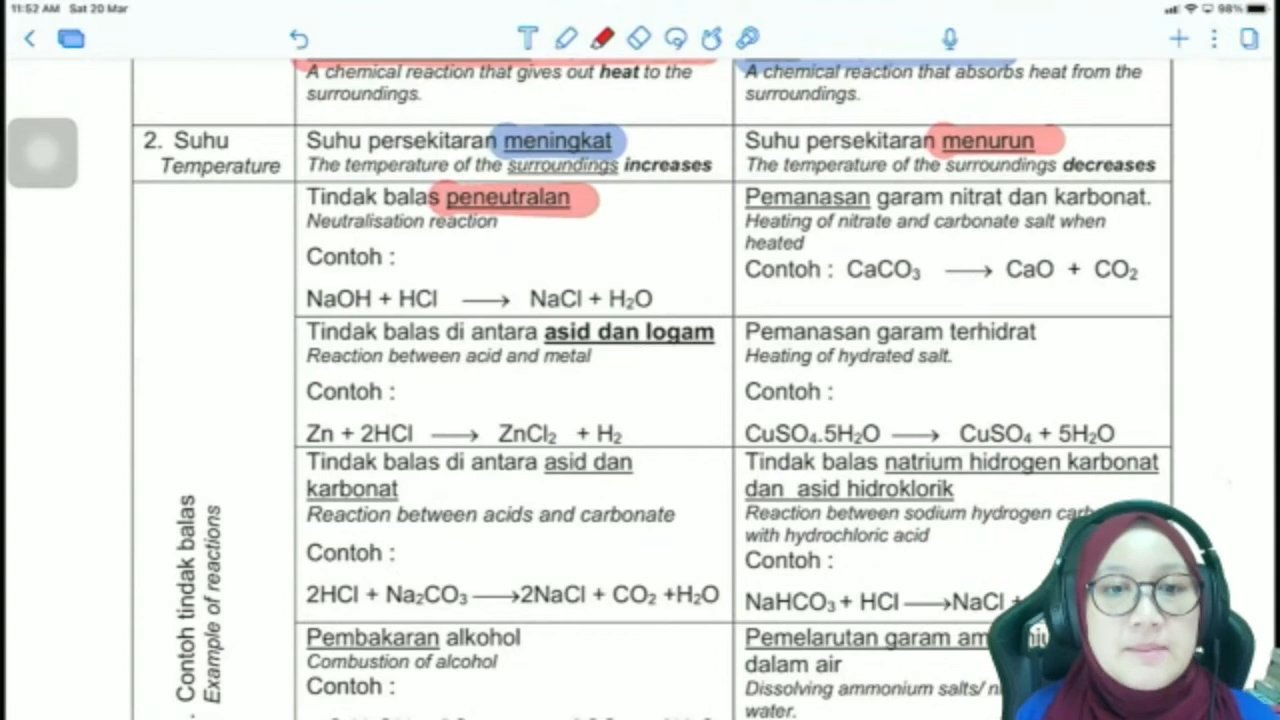 11:52 AM Sat 20 Mar
98%
A chemical reaction that gives out heat to the
surroundings.
A chemical reaction that absorbs heat from the
surroundings.
2. Suhu
Temperature
Suhu persekitaran meningkat
The temperature of the surroundings increases
Suhu persekitaran menurun
The temperature of the surroundings decreases
Contoh tindak balas
Example of reactions
Tindak balas peneutralan
Neutralisation reaction
Contoh :
NaOH + HCl ⟶ NaCl + H₂O
Pemanasan garam nitrat dan karbonat.
Heating of nitrate and carbonate salt when
heated
Contoh : CaCO₃ ⟶ CaO + CO₂
Tindak balas di antara asid dan logam
Reaction between acid and metal
Contoh :
Zn + 2HCl ⟶ ZnCl₂ + H₂
Pemanasan garam terhidrat
Heating of hydrated salt.
Contoh :
CuSO₄.5H₂O ⟶ CuSO₄ + 5H₂O
Tindak balas di antara asid dan
karbonat
Reaction between acids and carbonate
Contoh :
2HCl + Na₂CO₃ ⟶2NaCl + CO₂ +H₂O
Tindak balas natrium hidrogen karbonat
dan asid hidroklorik
Reaction between sodium hydrogen
with hydrochloric acid
Contoh :
NaHCO₃ + HCl ⟶NaCl +
Pembakaran alkohol
Combustion of alcohol
Contoh :
Pemelarutan garam
dalam air
Dissolving ammonium salts/
water.